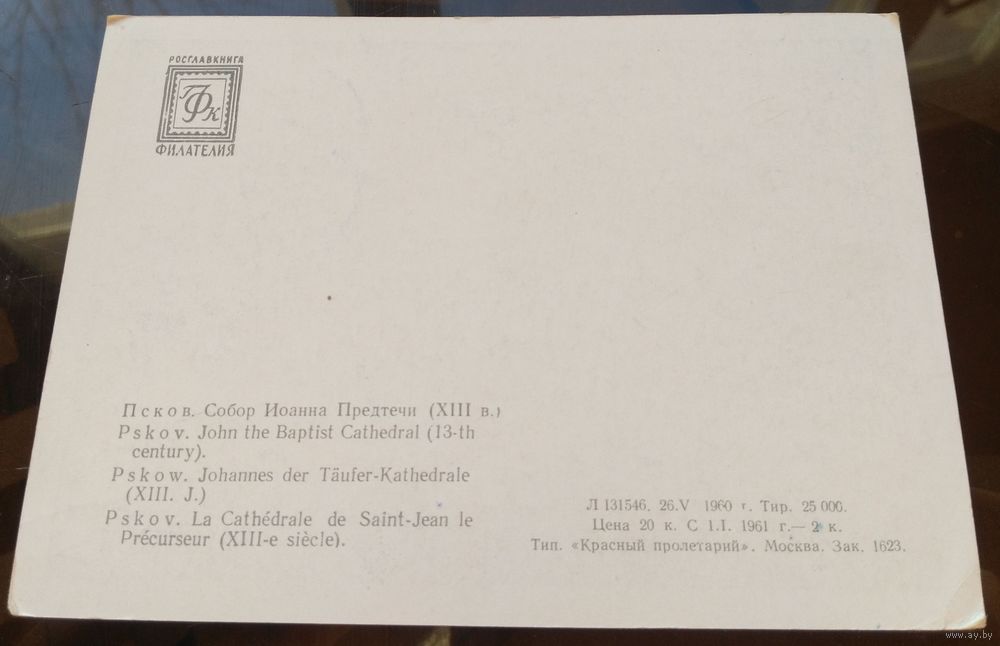 РОСГЛАВКНИГА
ГФК
ФИЛАТЕЛИЯ
Псков. Собор Иоанна Предтечи (XIII в.)
Pskov. John the Baptist Cathedral (13-th
century).
Pskow. Johannes der Täufer-Kathedrale
(XIII. J.)
Pskov. La Cathédrale de Saint-Jean le
Précurseur (XIII-e siècle).
Л 131546. 26.V 1960 г. Тир. 25 000.
Цена 20 к. С 1.I. 1961 г.— 2 к.
Тип. «Красный пролетарий». Москва. Зак. 1623.
www.ay.by